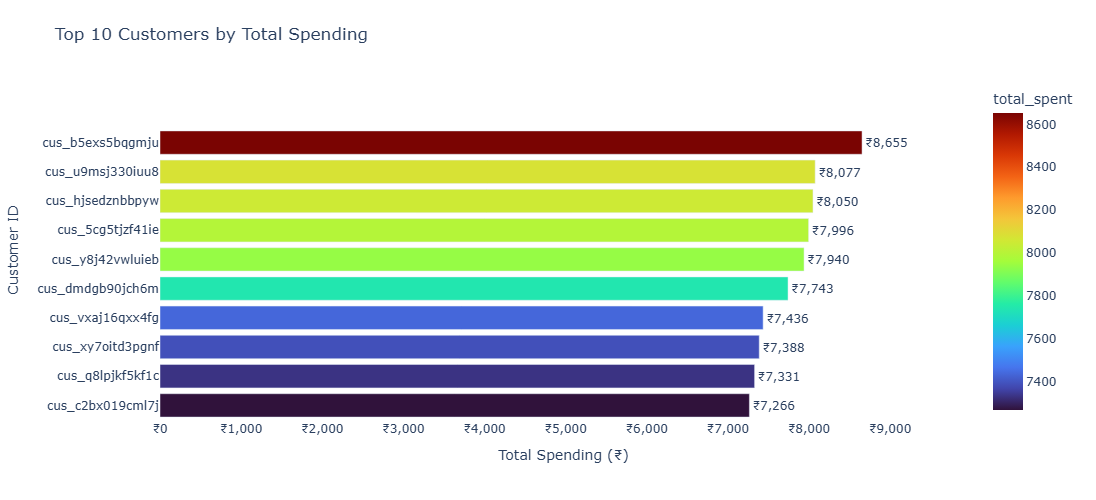 Top 10 Customers by Total Spending
total_spent
Customer ID
cus_b5exs5bqgmju ₹8,655
cus_u9msj330iuu8 ₹8,077
cus_hjsedznbbpyw ₹8,050
cus_5cg5tjzf41ie ₹7,996
cus_y8j42vwluieb ₹7,940
cus_dmdgb90jch6m ₹7,743
cus_vxaj16qxx4fg ₹7,436
cus_xy7oitd3pgnf ₹7,388
cus_q8lpjkf5kf1c ₹7,331
cus_c2bx019cml7j ₹7,266
₹0 ₹1,000 ₹2,000 ₹3,000 ₹4,000 ₹5,000 ₹6,000 ₹7,000 ₹8,000 ₹9,000
Total Spending (₹)
8600
8400
8200
8000
7800
7600
7400